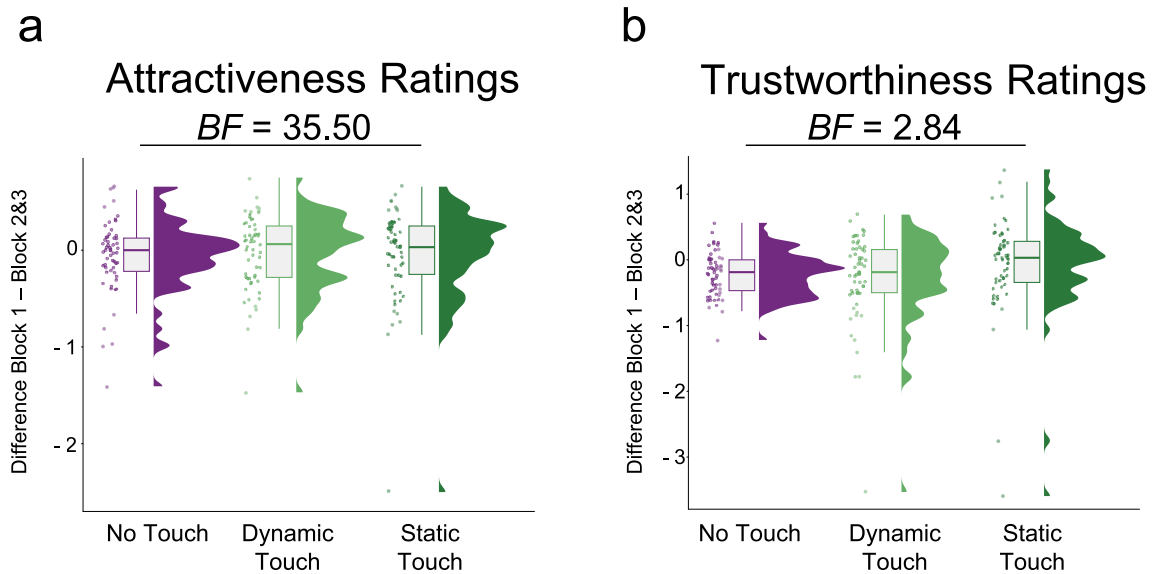 a
Attractiveness Ratings
BF = 35.50
Difference Block 1 – Block 2&3
0
- 1
- 2
No Touch
Dynamic
Touch
Static
Touch
b
Trustworthiness Ratings
BF = 2.84
Difference Block 1 – Block 2&3
1
0
- 1
- 2
- 3
No Touch
Dynamic
Touch
Static
Touch